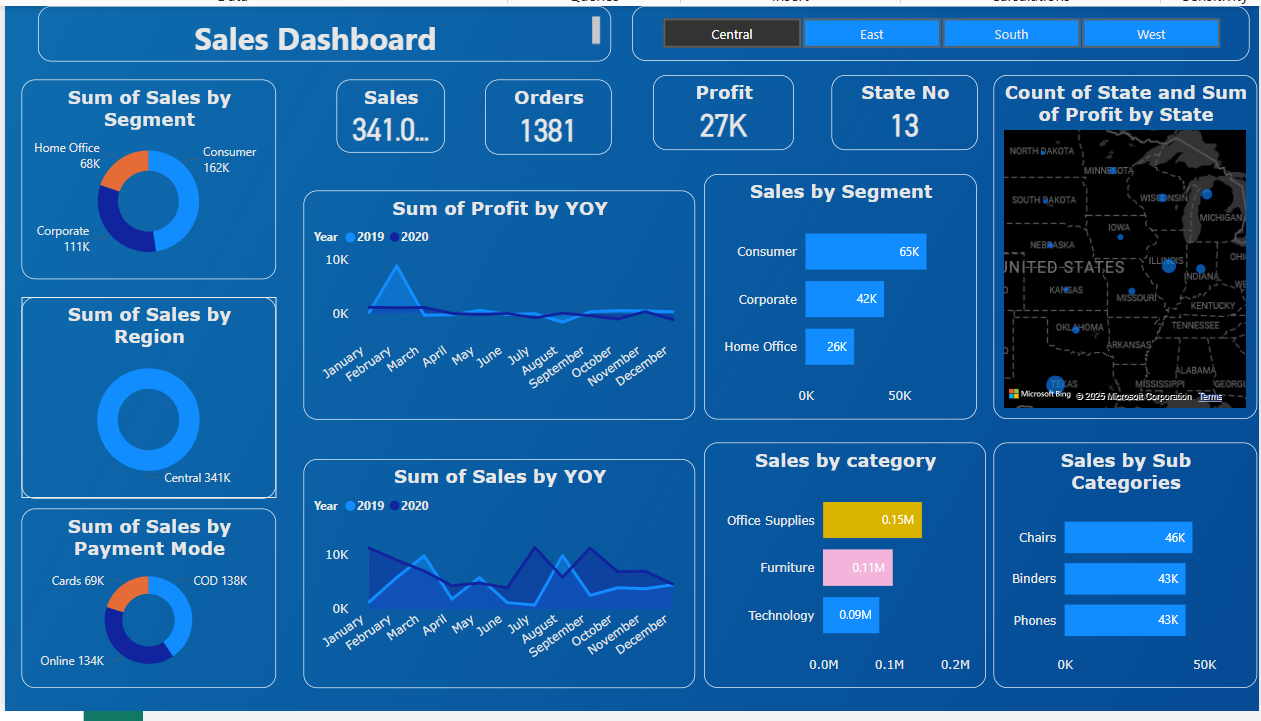 Sales Dashboard
Central
East
South
West
Sum of Sales by
Segment
Home Office
68K
Consumer
162K
Corporate
111K
Sales
341.0...
Orders
1381
Profit
27K
State No
13
Count of State and Sum
of Profit by State
NORTH DAKOTA
MINNESOTA
SOUTH DAKOTA
WISCONSIN
MICHIGAN
IOWA
NEBRASKA
ILLINOIS
INDIANA
UNITED STATES
KANSAS
MISSOURI
KENTUCKY
OKLAHOMA
TENNESSEE
ARKANSAS
ALABAMA
TEXAS
MISSISSIPPI
GEORGI
Microsoft Bing
© 2025 Microsoft Corporation Terms
Sum of Profit by YOY
Year 2019 2020
10K
0K
January
February
March
April
May
June
July
August
September
October
November
December
Sales by Segment
Consumer 65K
Corporate 42K
Home Office 26K
0K 50K
Sum of Sales by
Region
Central 341K
Sum of Sales by
Payment Mode
Cards 69K
COD 138K
Online 134K
Sum of Sales by YOY
Year 2019 2020
10K
0K
January
February
March
April
May
June
July
August
September
October
November
December
Sales by category
Office Supplies 0.15M
Furniture 0.11M
Technology 0.09M
0.0M 0.1M 0.2M
Sales by Sub
Categories
Chairs 46K
Binders 43K
Phones 43K
0K 50K